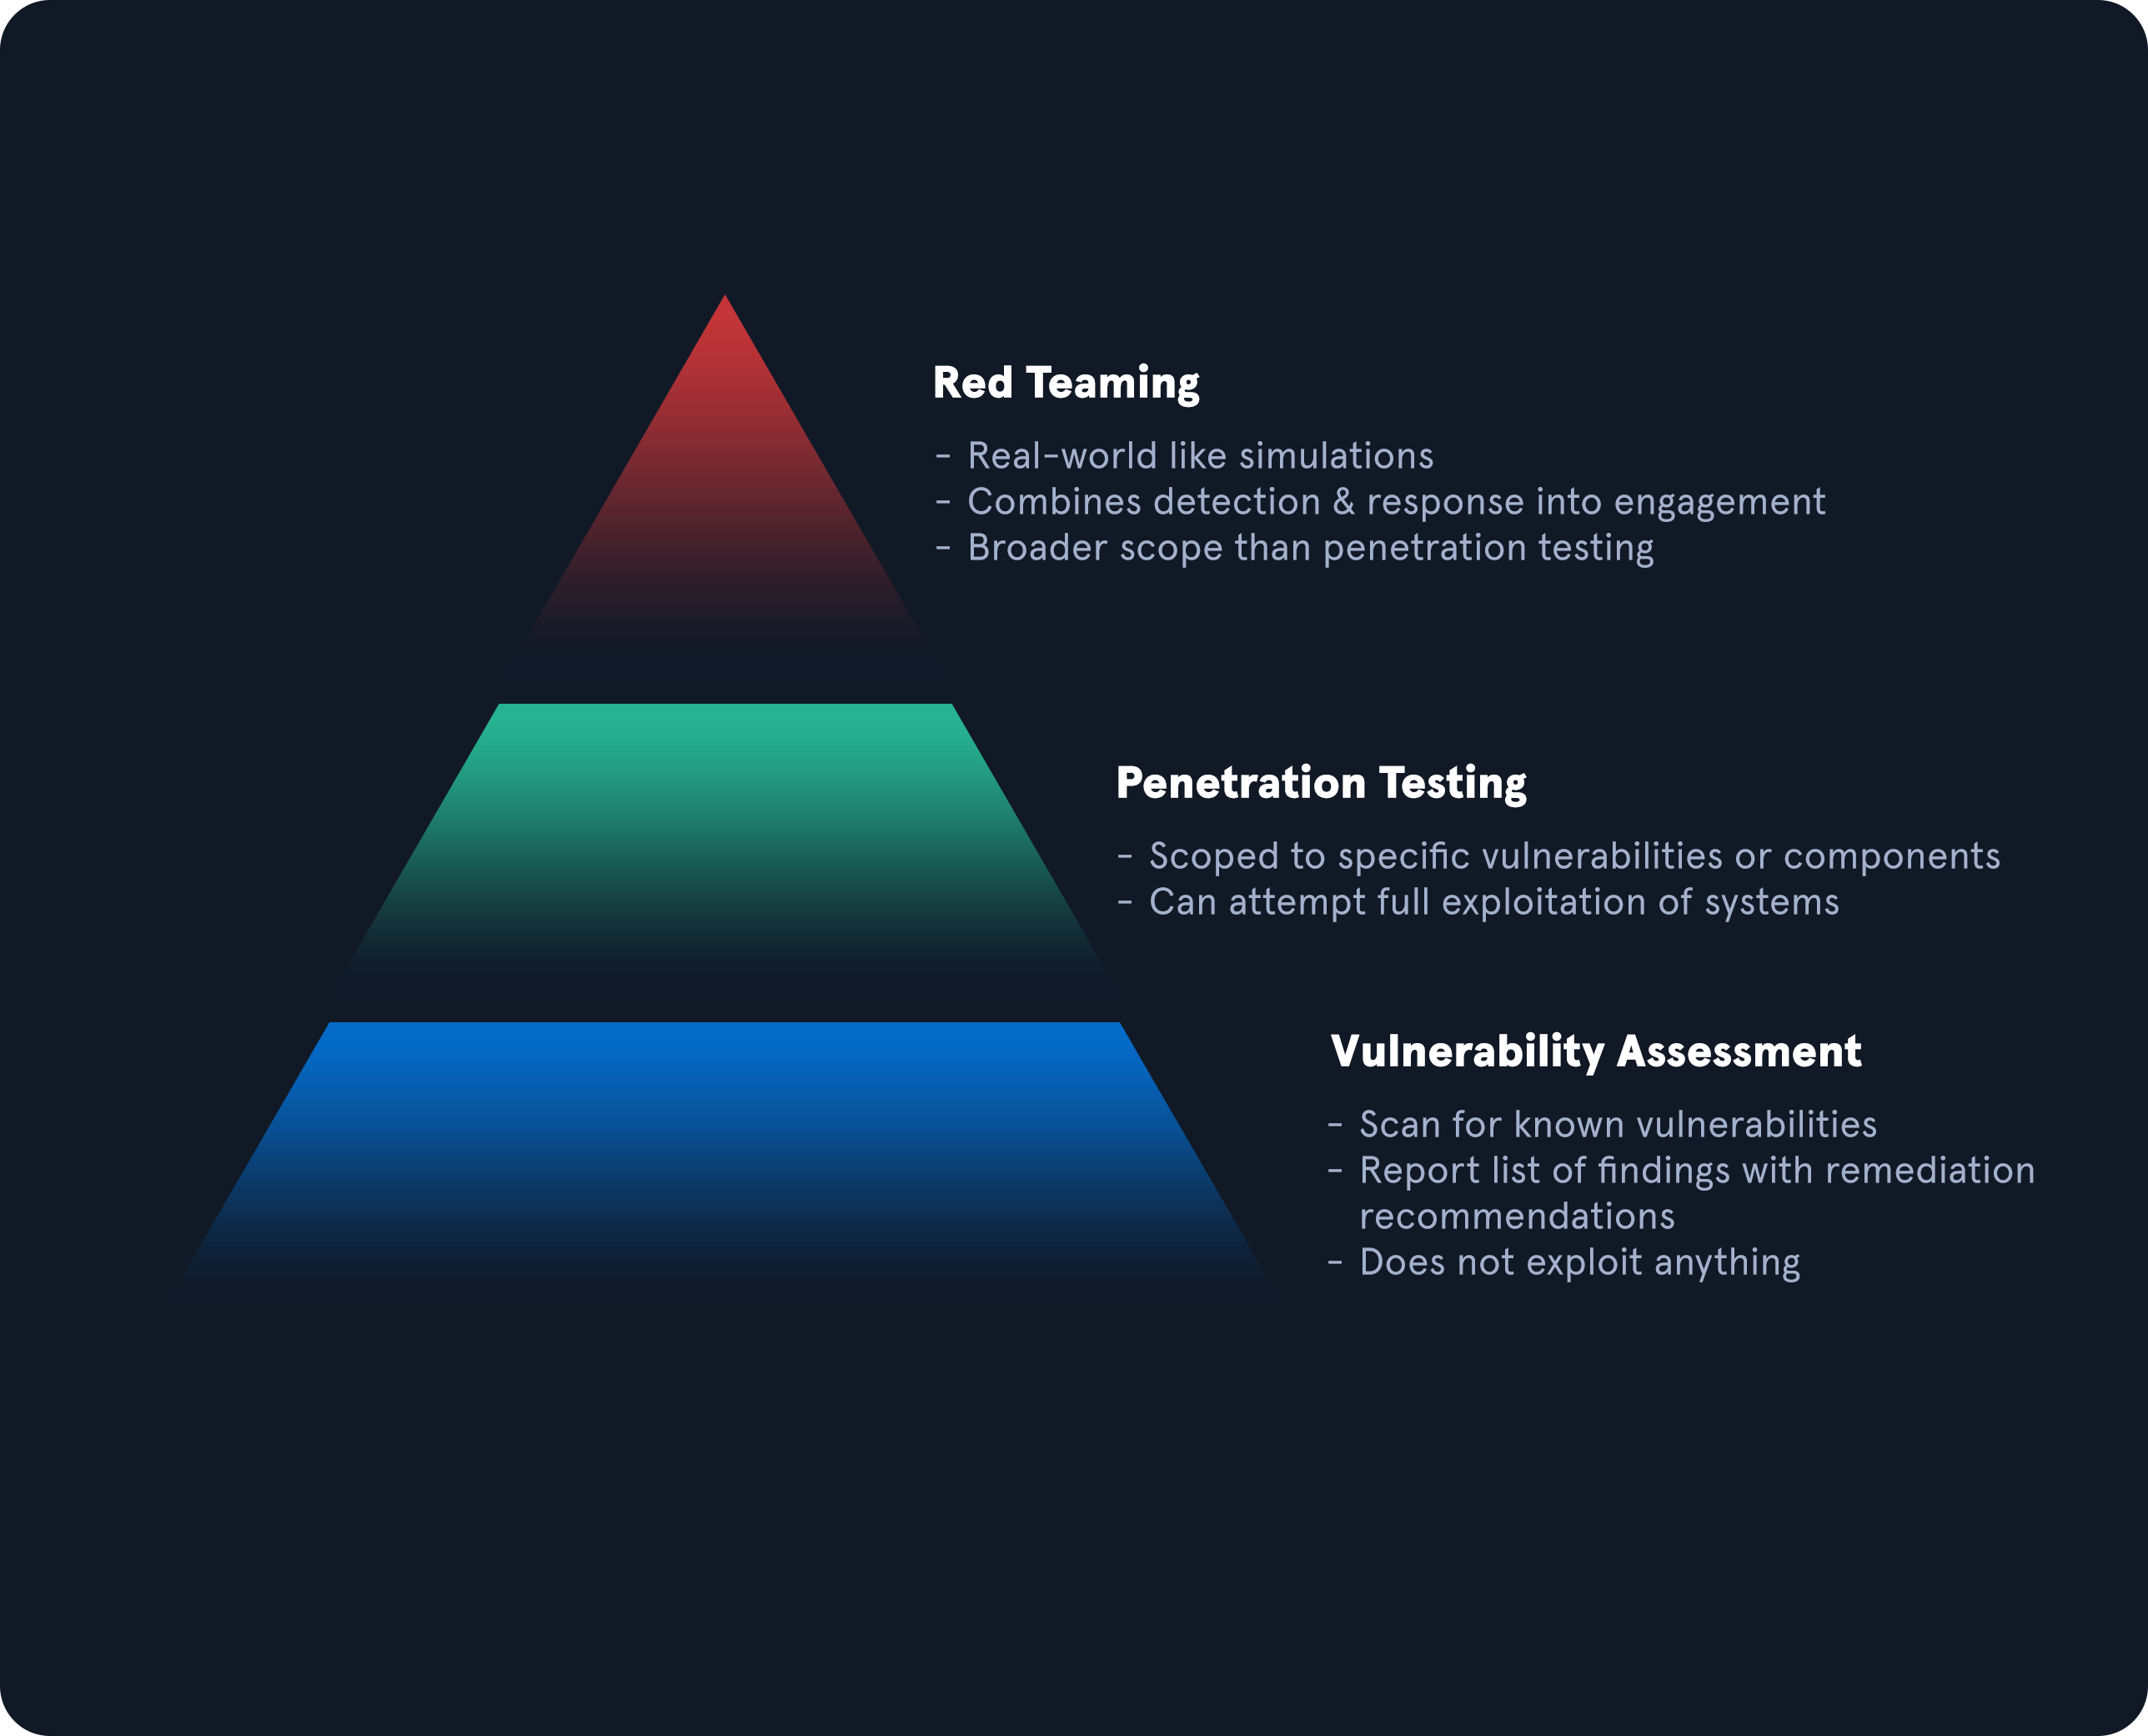 Red Teaming
- Real-world like simulations
- Combines detection & response into engagement
- Broader scope than penetration testing
Penetration Testing
- Scoped to specific vulnerabilities or components
- Can attempt full exploitation of systems
Vulnerability Assessment
- Scan for known vulnerabilities
- Report list of findings with remediation
recommendations
- Does not exploit anything